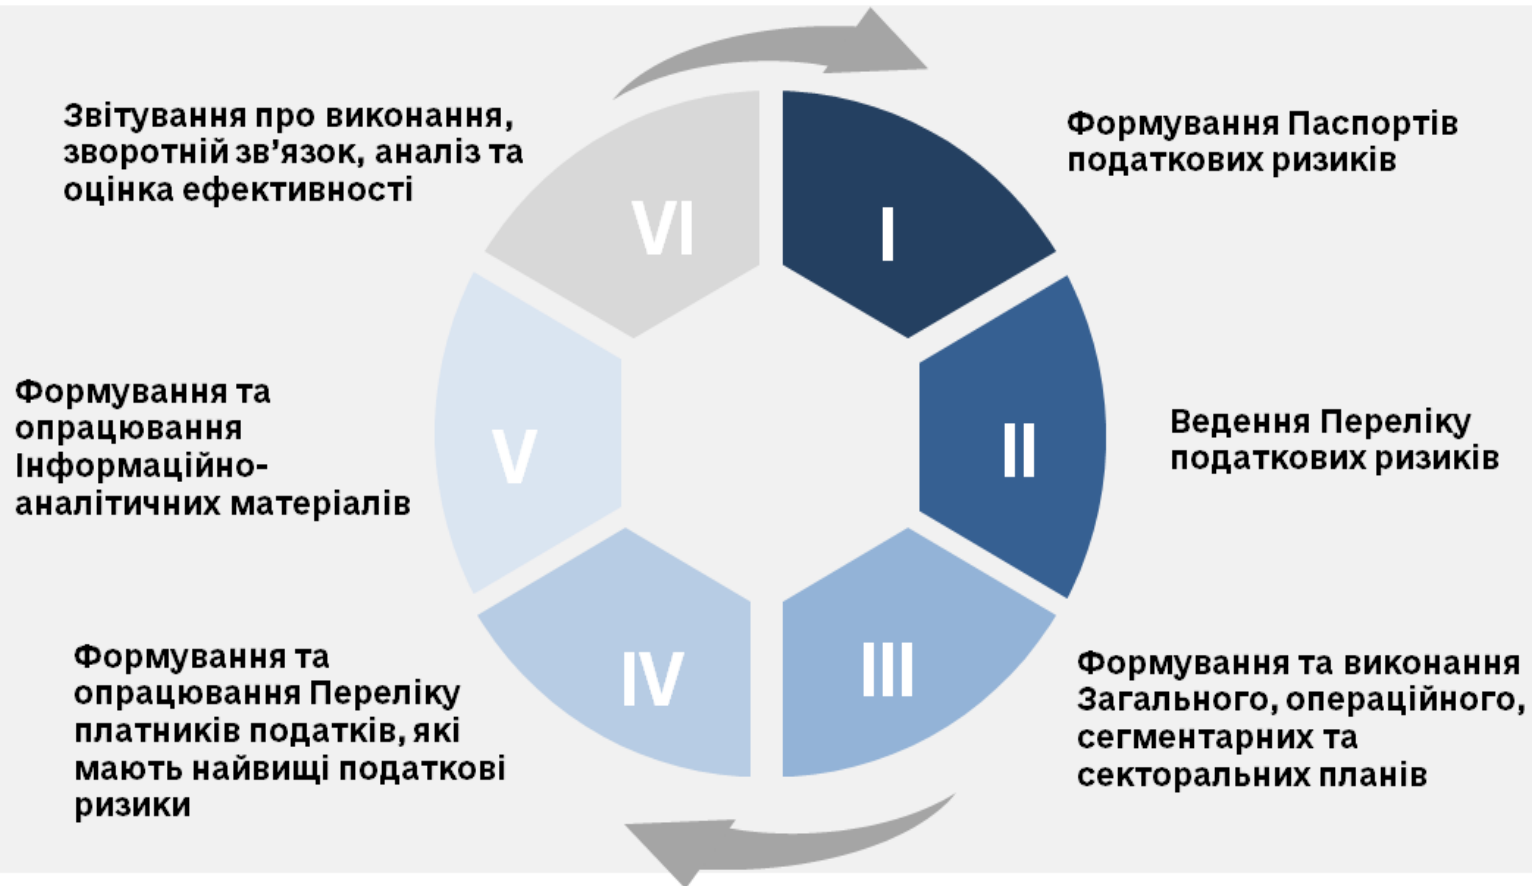 Звітування про виконання,
зворотній зв’язок, аналіз та
оцінка ефективності
VI
I
Формування Паспортів
податкових ризиків
Формування та
опрацювання
Інформаційно-
аналітичних матеріалів
V
II
Ведення Переліку
податкових ризиків
Формування та
опрацювання Переліку
платників податків, які
мають найвищі податкові
ризики
IV
III
Формування та виконання
Загального, операційного,
сегментарних та
секторальних планів